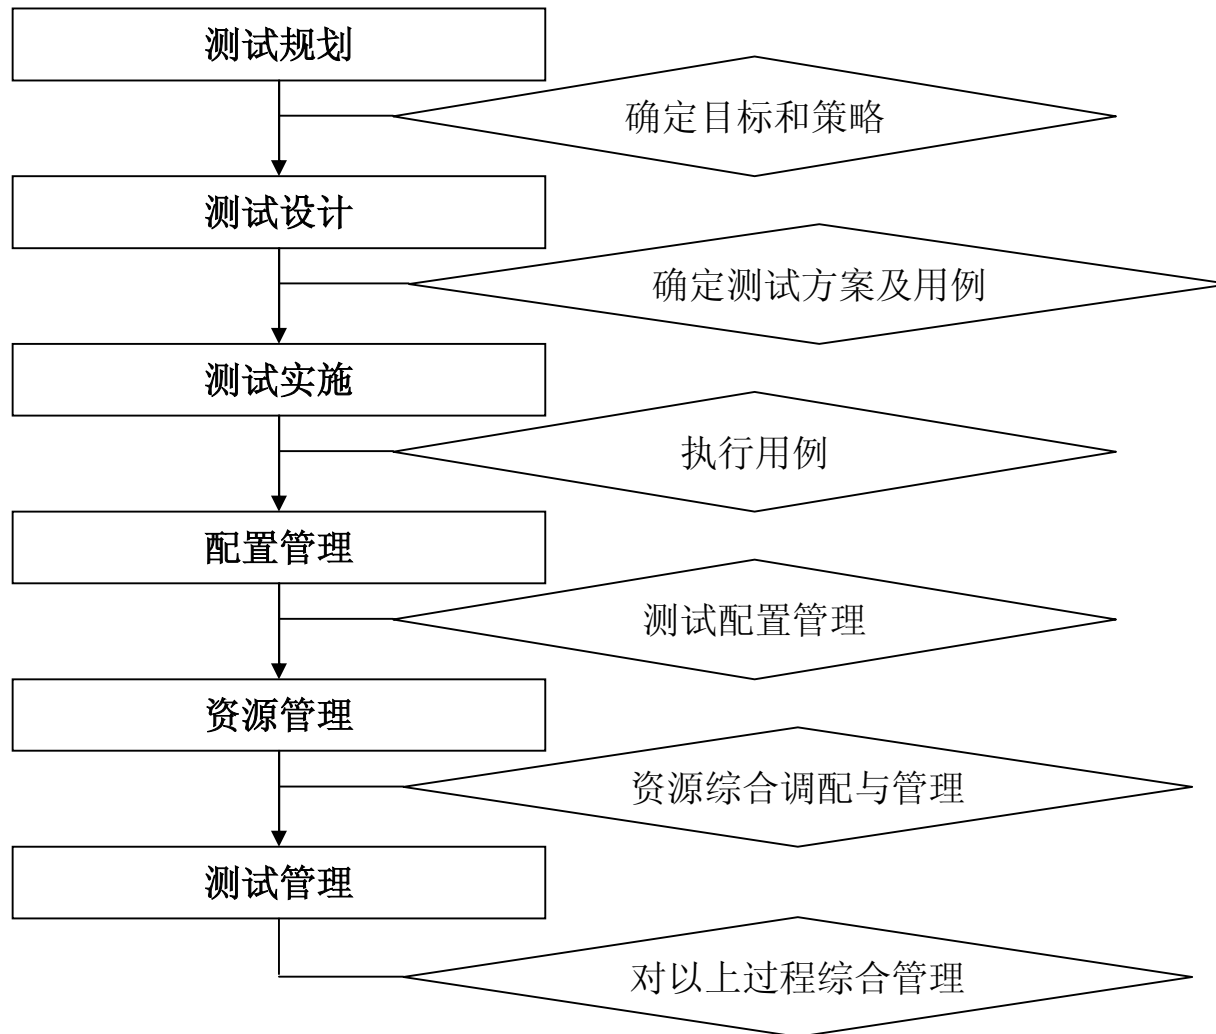 测试规划
确定目标和策略
测试设计
确定测试方案及用例
测试实施
执行用例
配置管理
测试配置管理
资源管理
资源综合调配与管理
测试管理
对以上过程综合管理